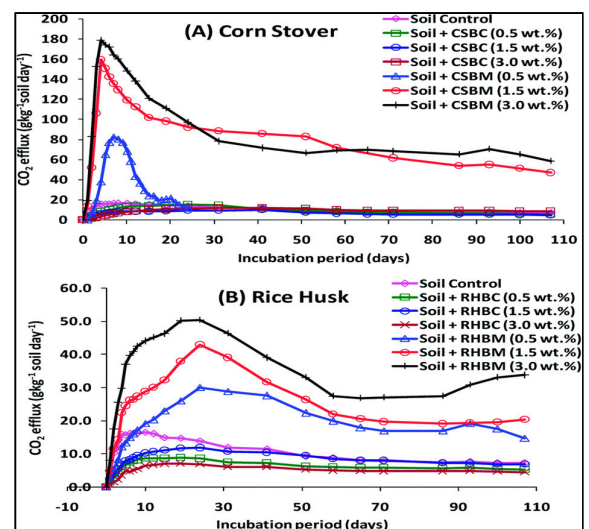 (A) Corn Stover
Soil Control
Soil + CSBC (0.5 wt.%)
Soil + CSBC (1.5 wt.%)
Soil + CSBC (3.0 wt.%)
Soil + CSBM (0.5 wt.%)
Soil + CSBM (1.5 wt.%)
Soil + CSBM (3.0 wt.%)
CO₂ efflux (gkg⁻¹soil day⁻¹)
200
180
160
140
120
100
80
60
40
20
0
0 10 20 30 40 50 60 70 80 90 100 110
Incubation period (days)
(B) Rice Husk
Soil Control
Soil + RHBC (0.5 wt.%)
Soil + RHBC (1.5 wt.%)
Soil + RHBC (3.0 wt.%)
Soil + RHBM (0.5 wt.%)
Soil + RHBM (1.5 wt.%)
Soil + RHBM (3.0 wt.%)
CO₂ efflux (gkg⁻¹soil day⁻¹)
60.0
50.0
40.0
30.0
20.0
10.0
0.0
-10 10 30 50 70 90 110
Incubation period (days)